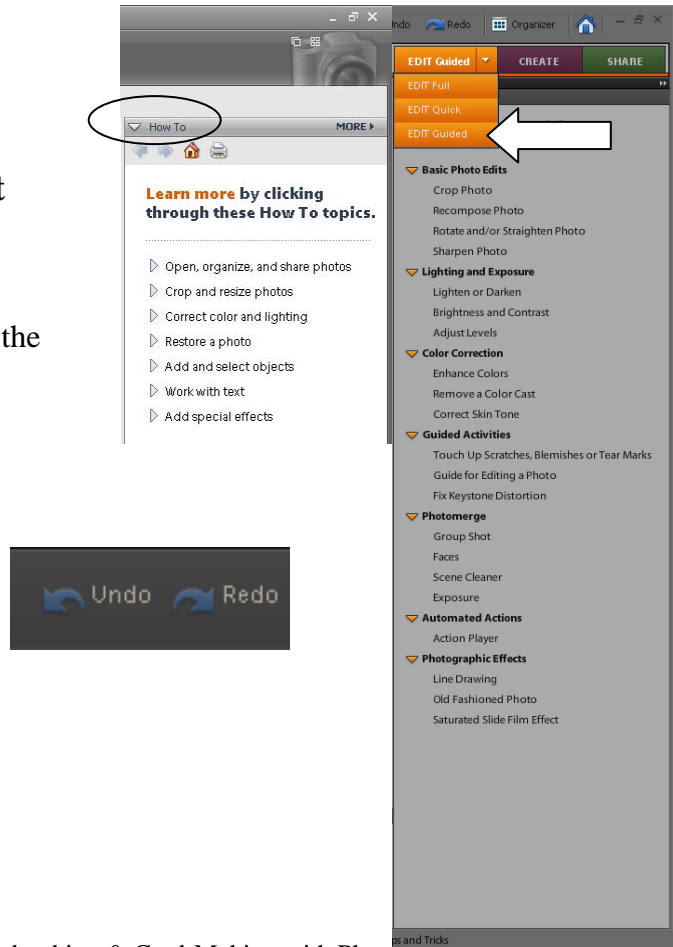 How To
MORE
Learn more by clicking
through these How To topics.
Open, organize, and share photos
Crop and resize photos
Correct color and lighting
Restore a photo
Add and select objects
Work with text
Add special effects
t
the
Undo Redo
Redo Organizer
EDIT Guided CREATE SHARE
EDIT Full
EDIT Quick
EDIT Guided
Basic Photo Edits
Crop Photo
Recompose Photo
Rotate and/or Straighten Photo
Sharpen Photo
Lighting and Exposure
Lighten or Darken
Brightness and Contrast
Adjust Levels
Color Correction
Enhance Colors
Remove a Color Cast
Correct Skin Tone
Guided Activities
Touch Up Scratches, Blemishes or Tear Marks
Guide for Editing a Photo
Fix Keystone Distortion
Photomerge
Group Shot
Faces
Scene Cleaner
Exposure
Automated Actions
Action Player
Photographic Effects
Line Drawing
Old Fashioned Photo
Saturated Slide Film Effect
and Tricks